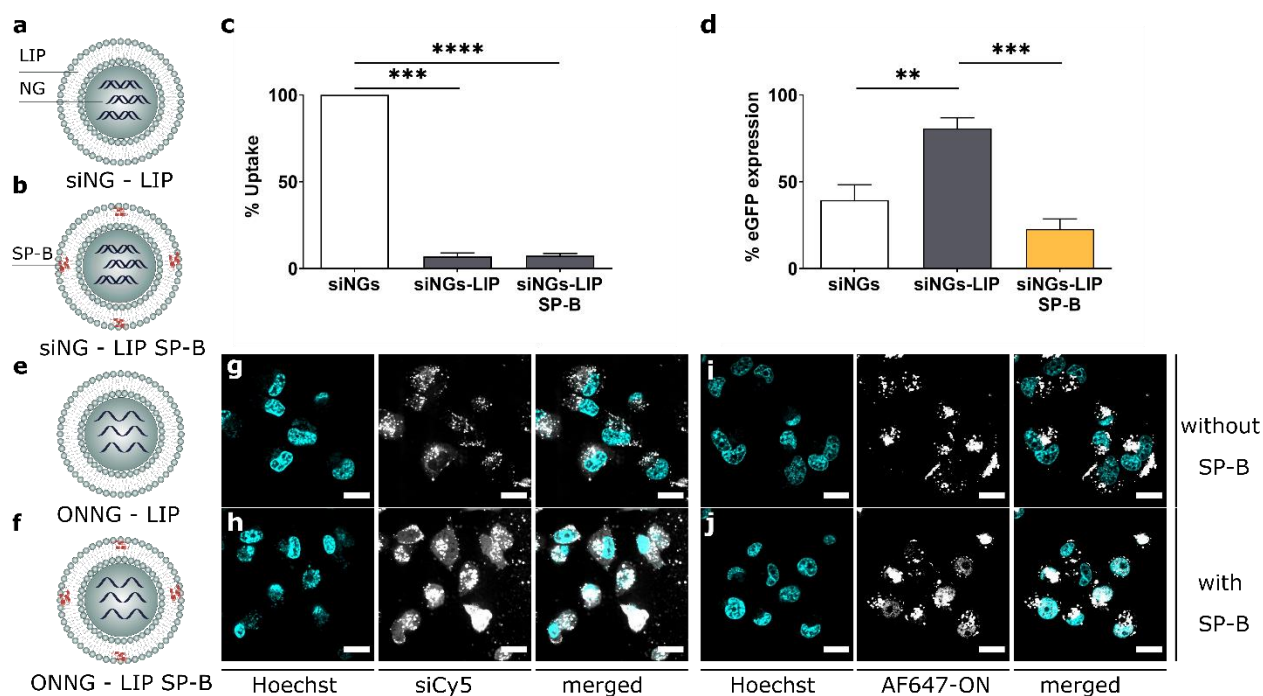 a
LIP
NG
siNG - LIP
b
SP-B
siNG - LIP SP-B
c
****
***
% Uptake
100
50
0
siNGs
siNGs-LIP
siNGs-LIP
SP-B
d
***
**
% eGFP expression
100
50
0
siNGs
siNGs-LIP
siNGs-LIP
SP-B
e
ONNG - LIP
f
ONNG - LIP SP-B
g
i
without
SP-B
h
j
with
SP-B
Hoechst
siCy5
merged
Hoechst
AF647-ON
merged